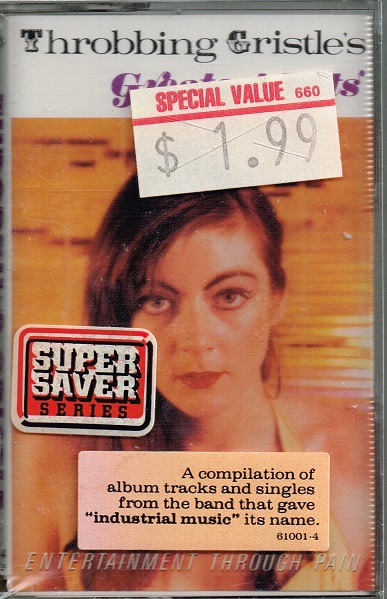 Throbbing Gristle's
SPECIAL VALUE 660
$ 1.99
SUPER
SAVER
SERIES
A compilation of
album tracks and singles
from the band that gave
“industrial music” its name.
61001-4
ENTERTAINMENT THROUGH PAIN